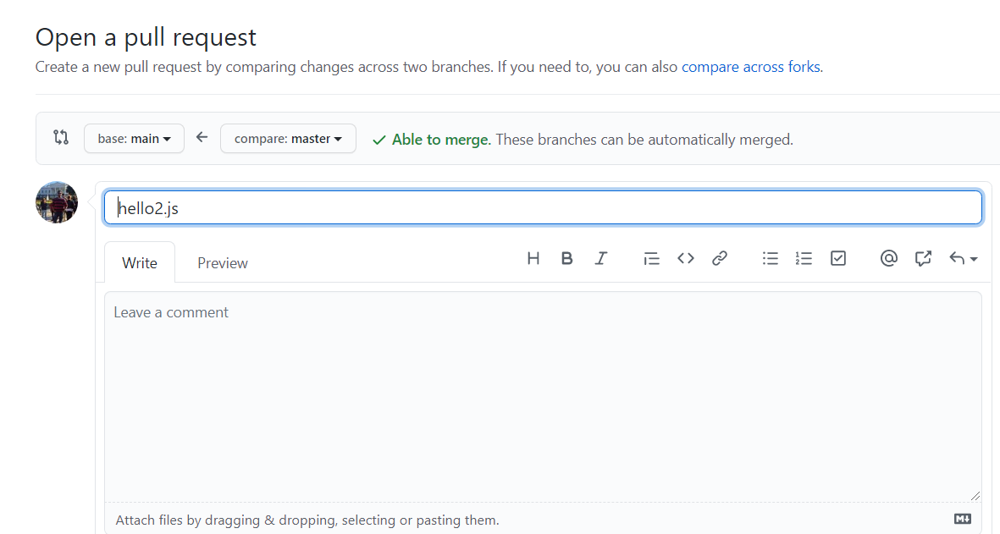 Open a pull request
Create a new pull request by comparing changes across two branches. If you need to, you can also compare across forks.
base: main compare: master Able to merge. These branches can be automatically merged.
hello2.js
Write Preview H B I
Leave a comment
Attach files by dragging & dropping, selecting or pasting them. M